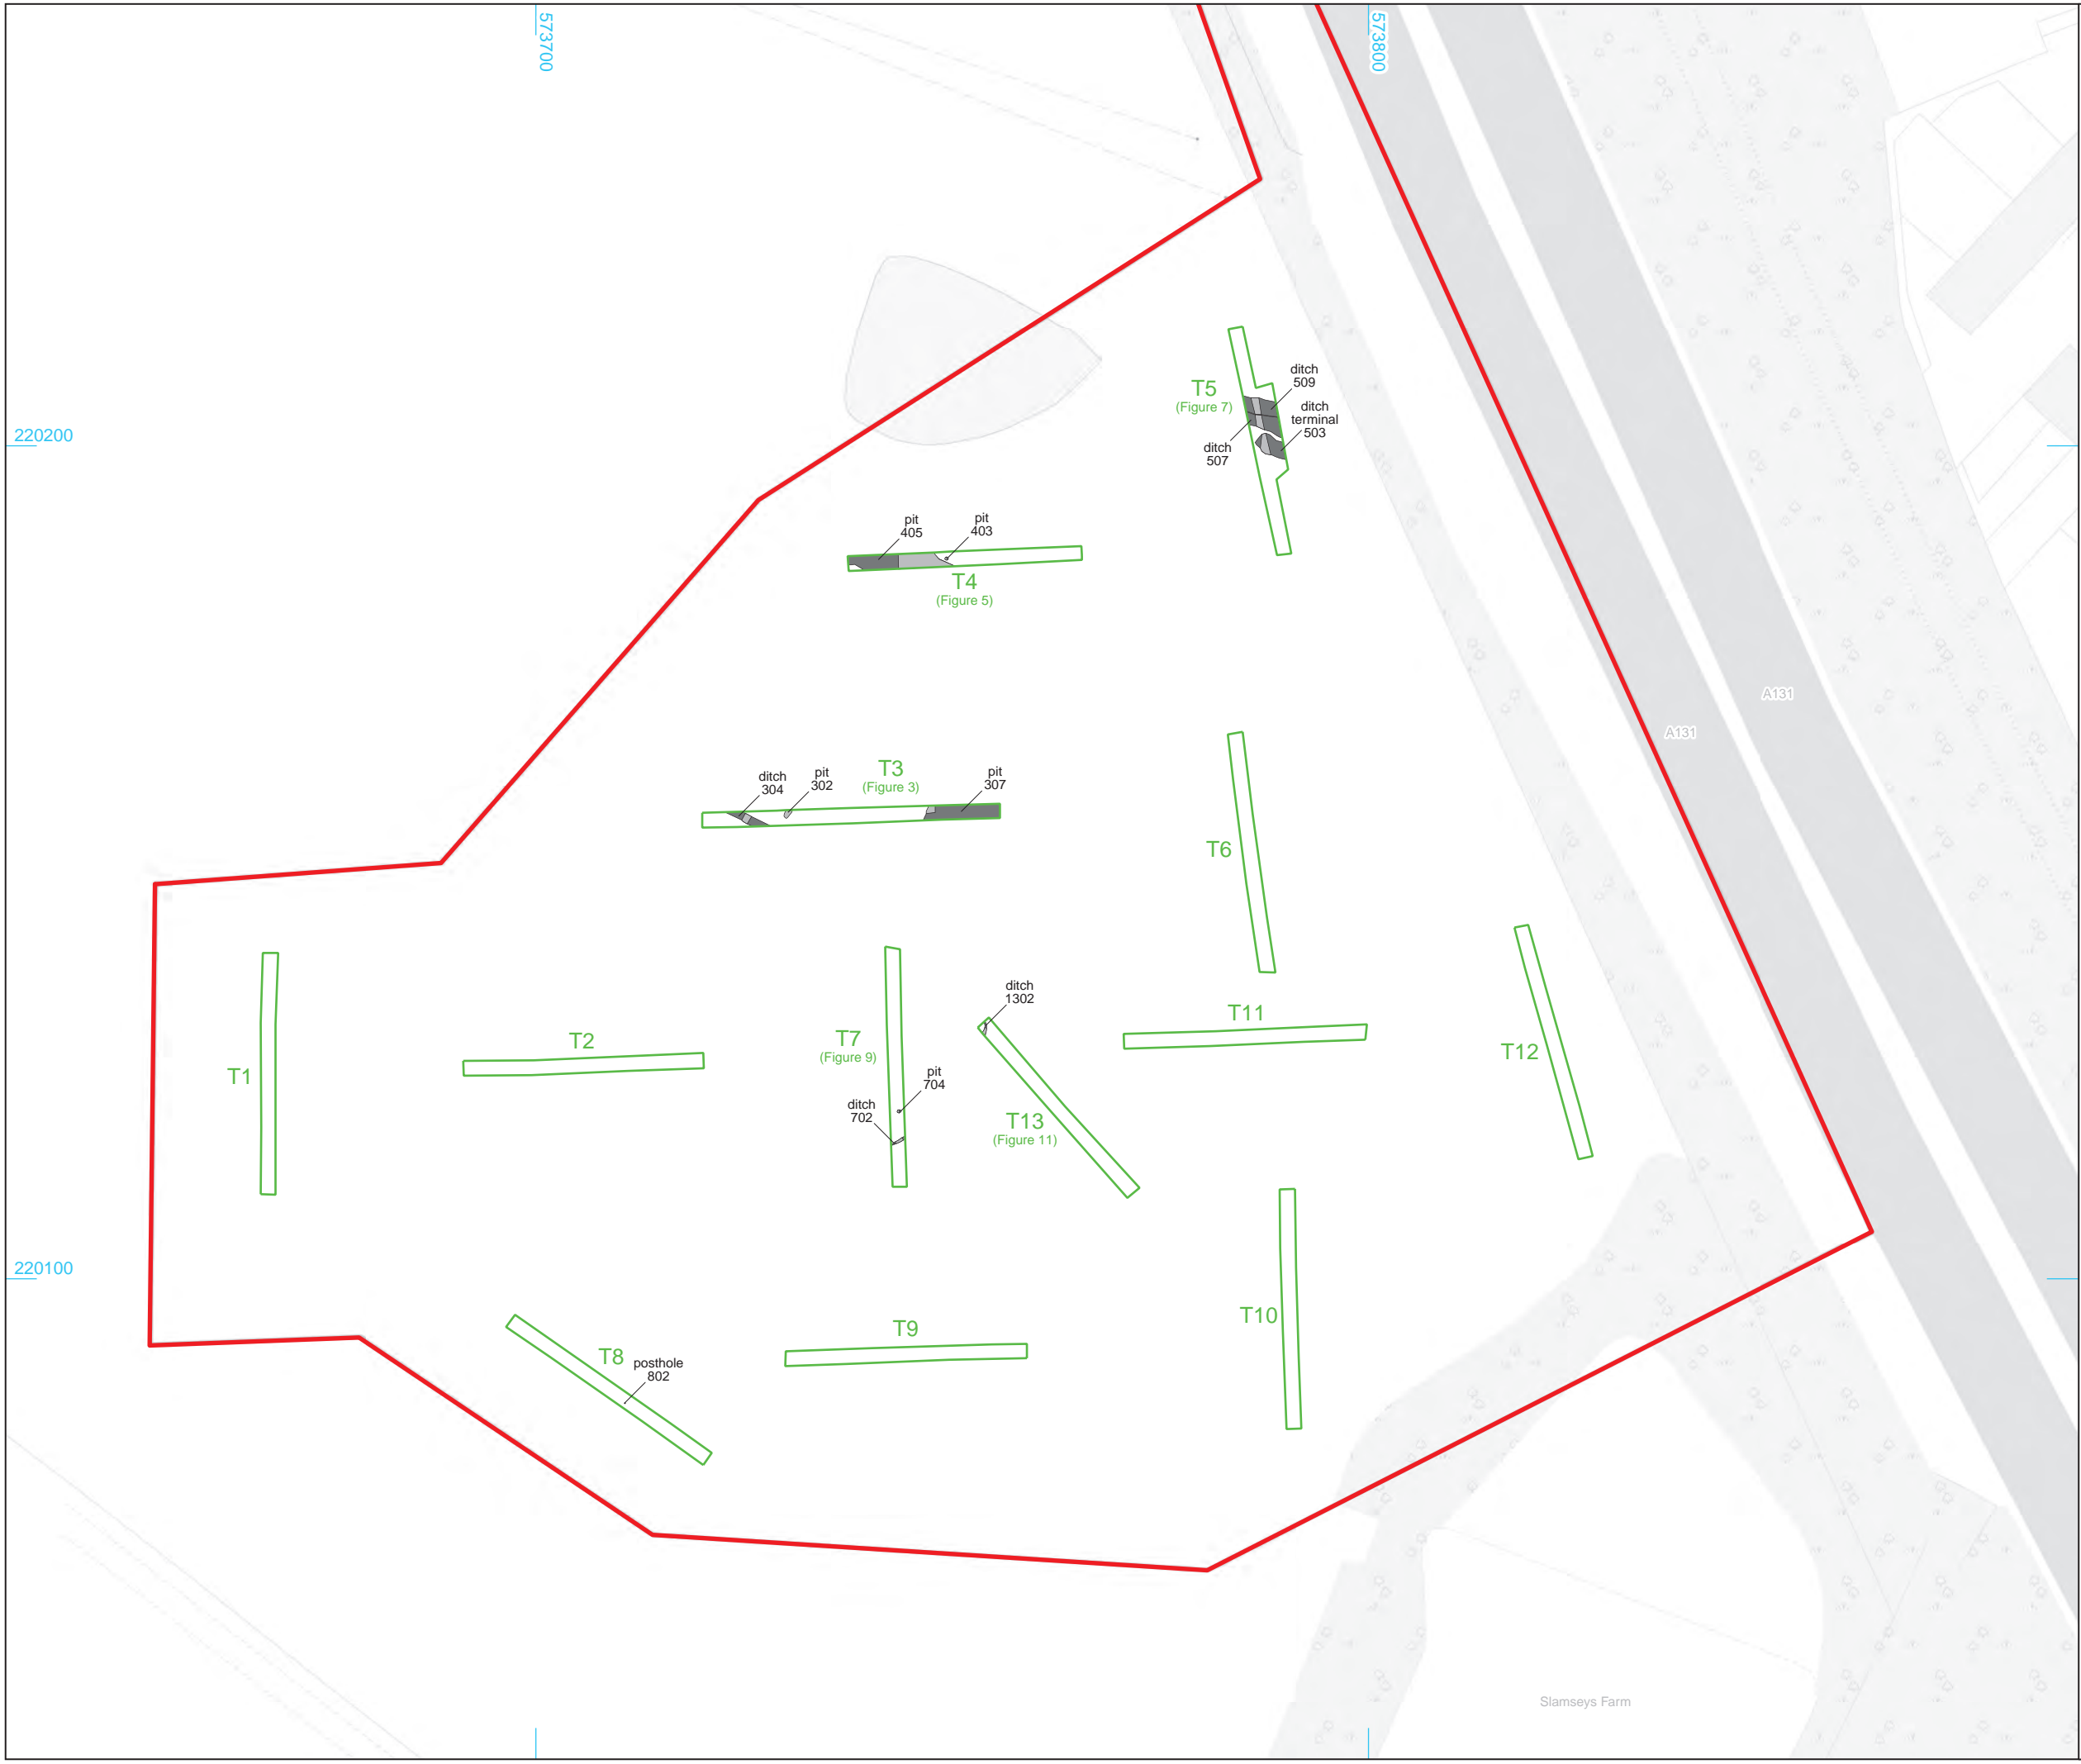 573700
573800
ditch
509
T5
(Figure 7)
ditch
terminal
503
220200
ditch
507
pit
405
pit
403
T4
(Figure 5)
A131
A131
T3
(Figure 3)
ditch
304
pit
302
pit
307
T6
ditch
1302
T11
T2
T7
(Figure 9)
T12
T1
pit
704
ditch
702
T13
(Figure 11)
220100
T10
T9
T8
posthole
802
Slamseys Farm